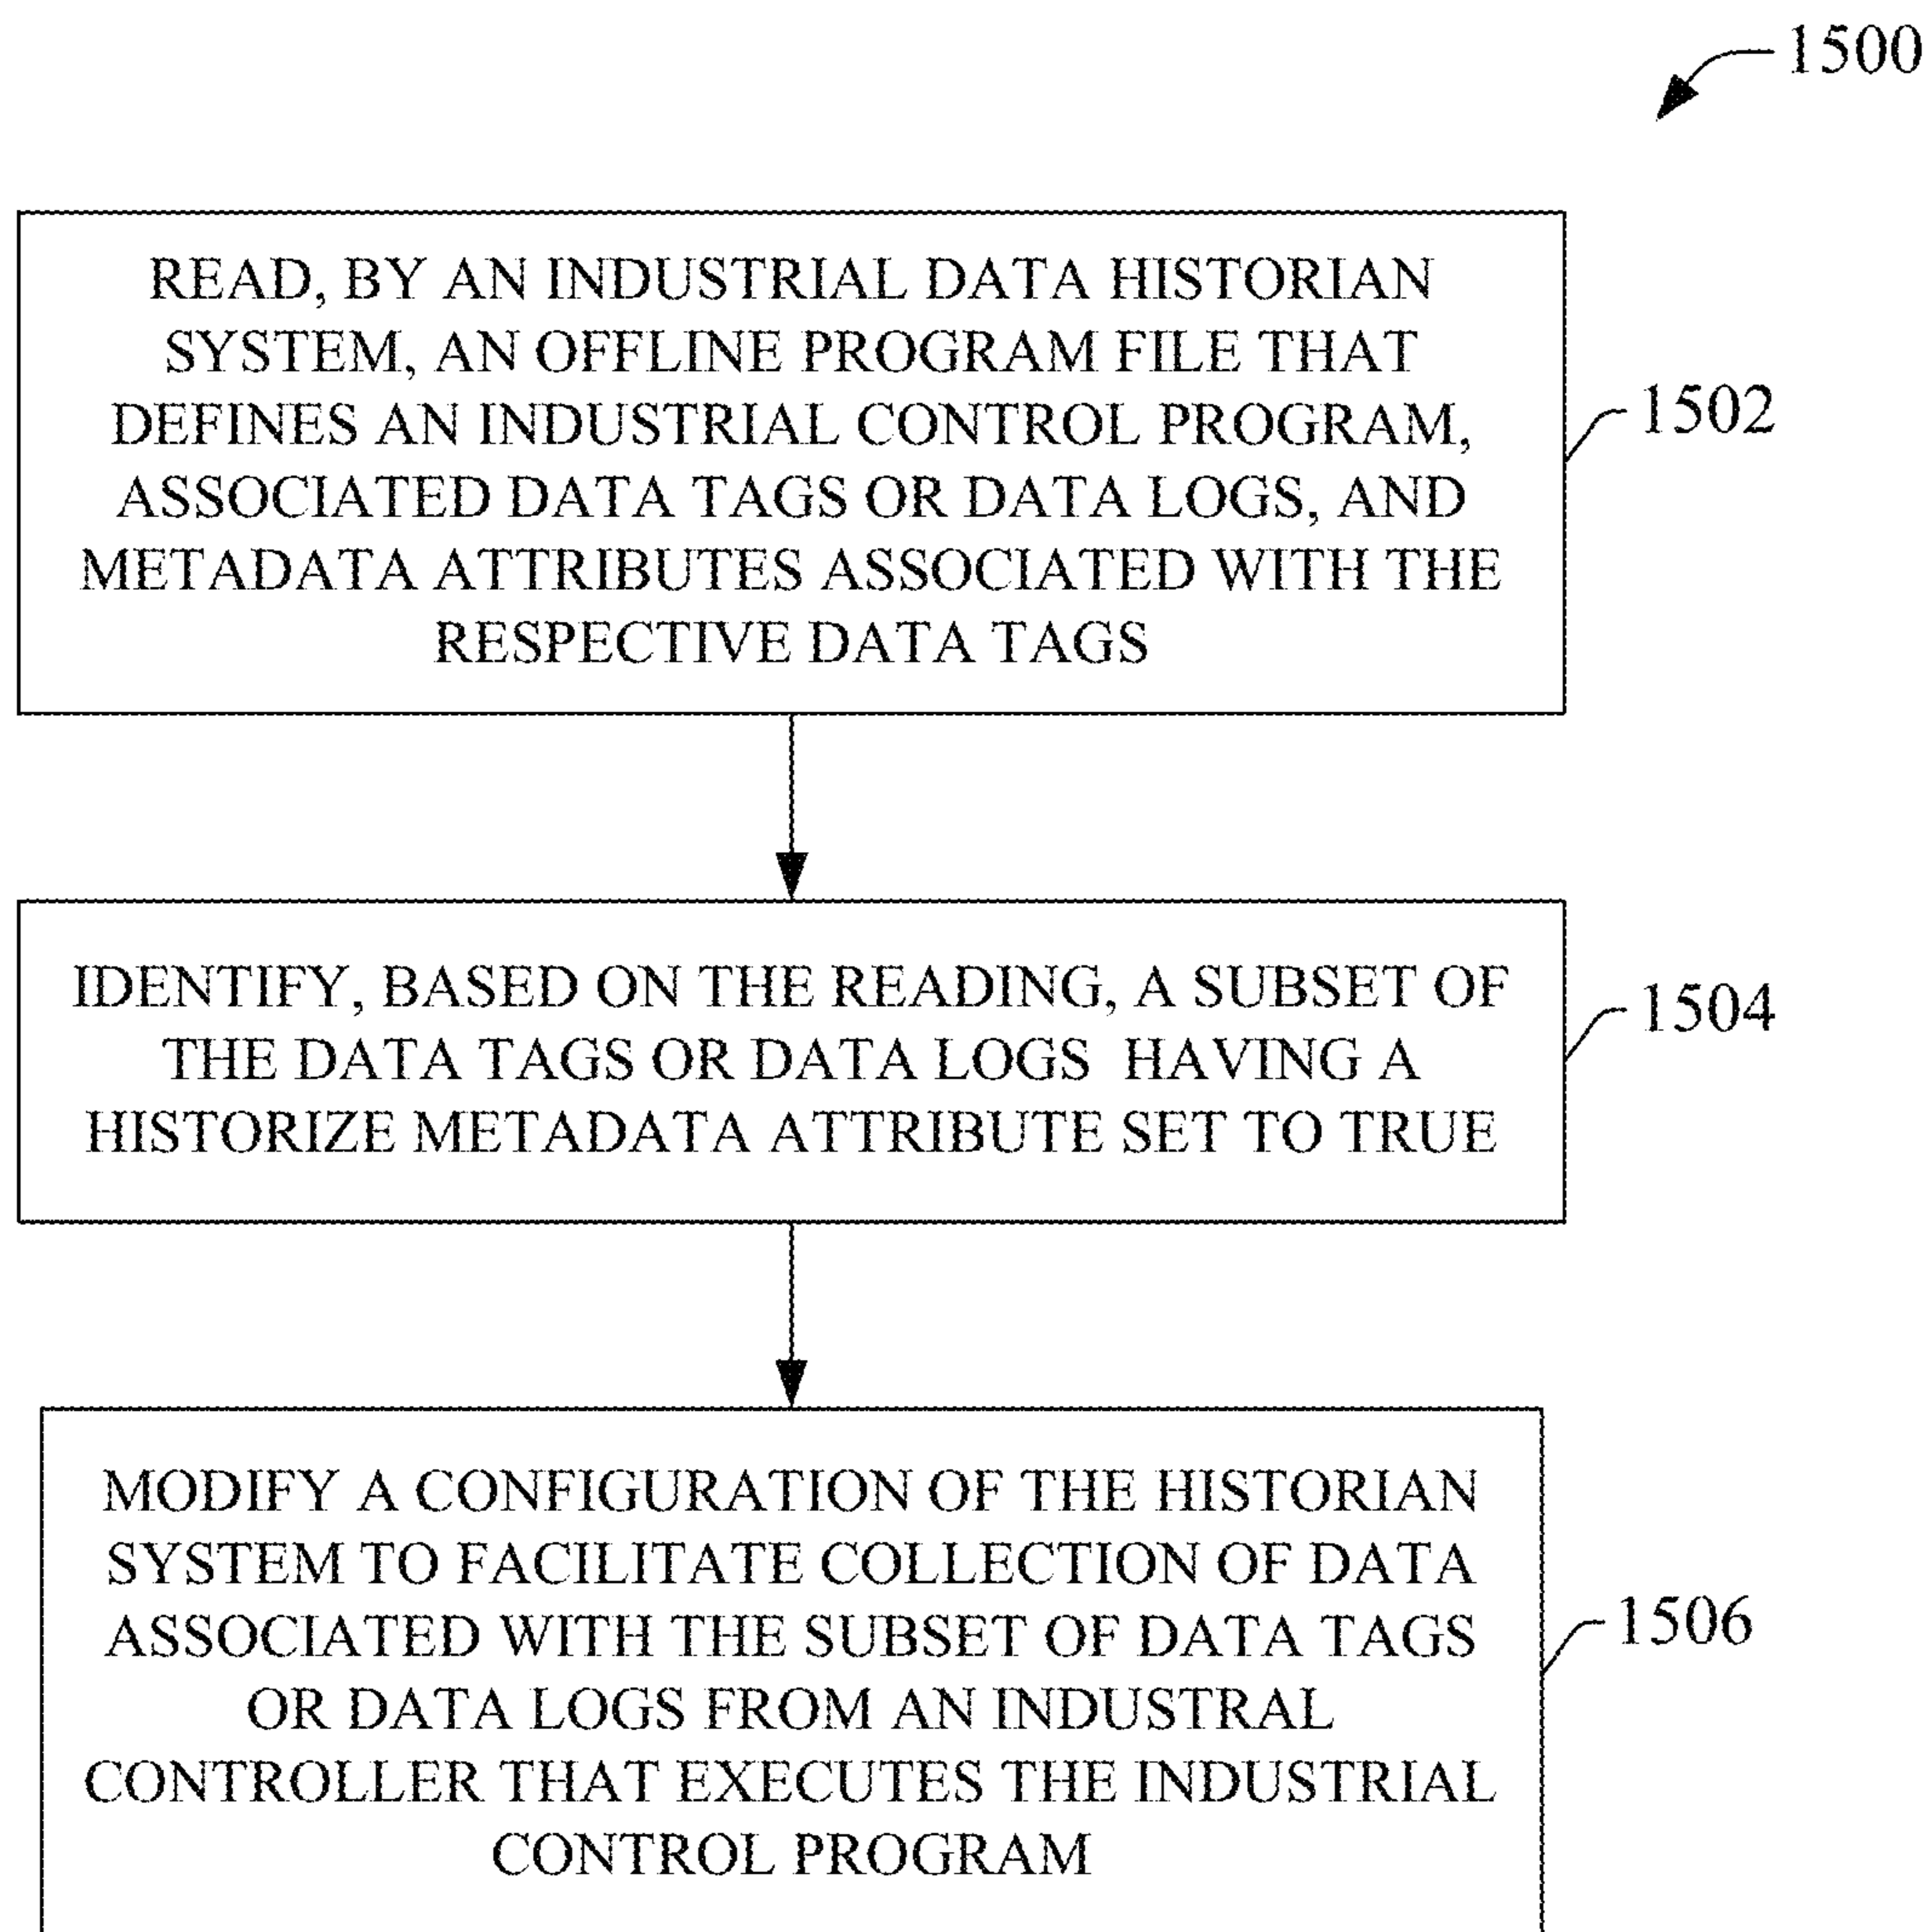 1500
READ, BY AN INDUSTRIAL DATA HISTORIAN
SYSTEM, AN OFFLINE PROGRAM FILE THAT
DEFINES AN INDUSTRIAL CONTROL PROGRAM,
ASSOCIATED DATA TAGS OR DATA LOGS, AND
METADATA ATTRIBUTES ASSOCIATED WITH THE
RESPECTIVE DATA TAGS
1502
IDENTIFY, BASED ON THE READING, A SUBSET OF
THE DATA TAGS OR DATA LOGS HAVING A
HISTORIZE METADATA ATTRIBUTE SET TO TRUE
1504
MODIFY A CONFIGURATION OF THE HISTORIAN
SYSTEM TO FACILITATE COLLECTION OF DATA
ASSOCIATED WITH THE SUBSET OF DATA TAGS
OR DATA LOGS FROM AN INDUSTRAL
CONTROLLER THAT EXECUTES THE INDUSTRIAL
CONTROL PROGRAM
1506